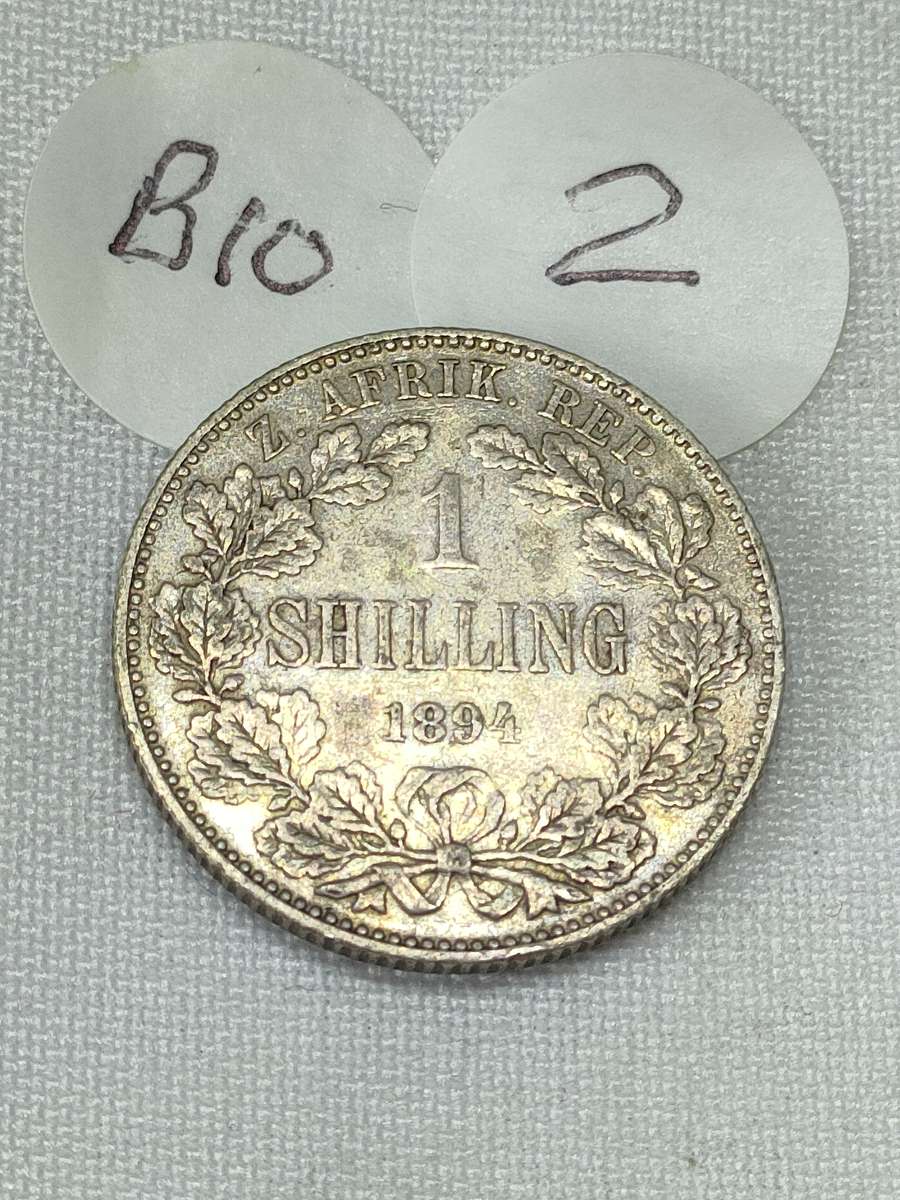 B10
2
Z. AFRIK. REP.
1
SHILLING
1894